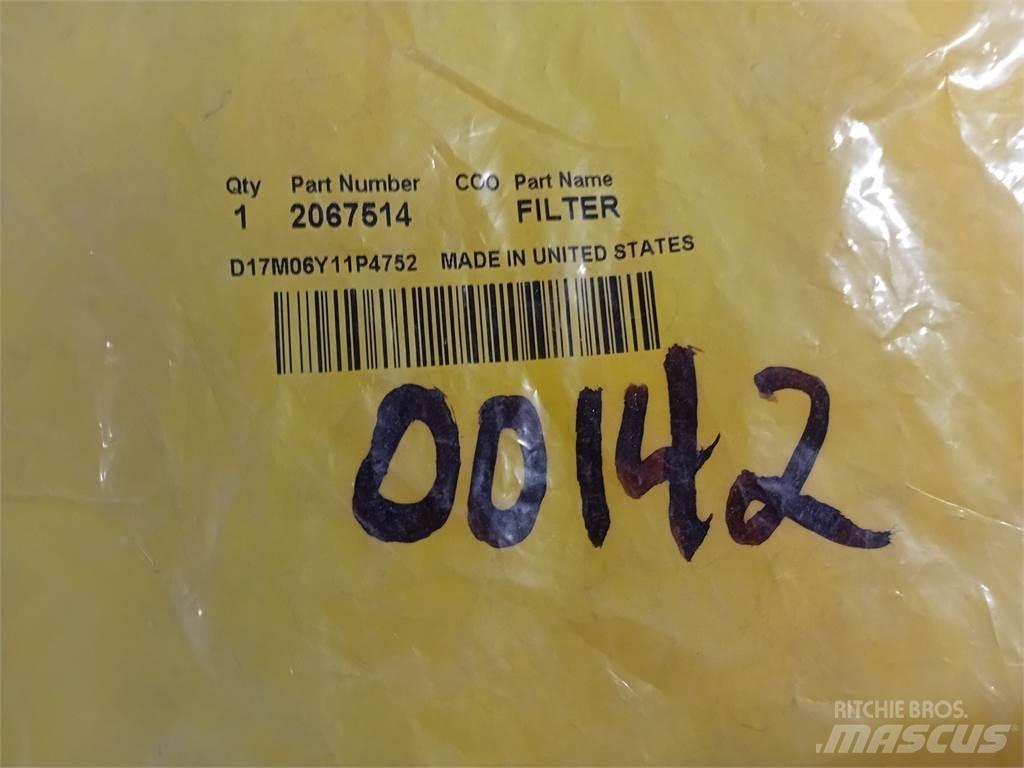 Qty Part Number COO Part Name
1 2067514 FILTER
D17M06Y11P4752 MADE IN UNITED STATES
00142
RITCHIE BROS.
MASCUS